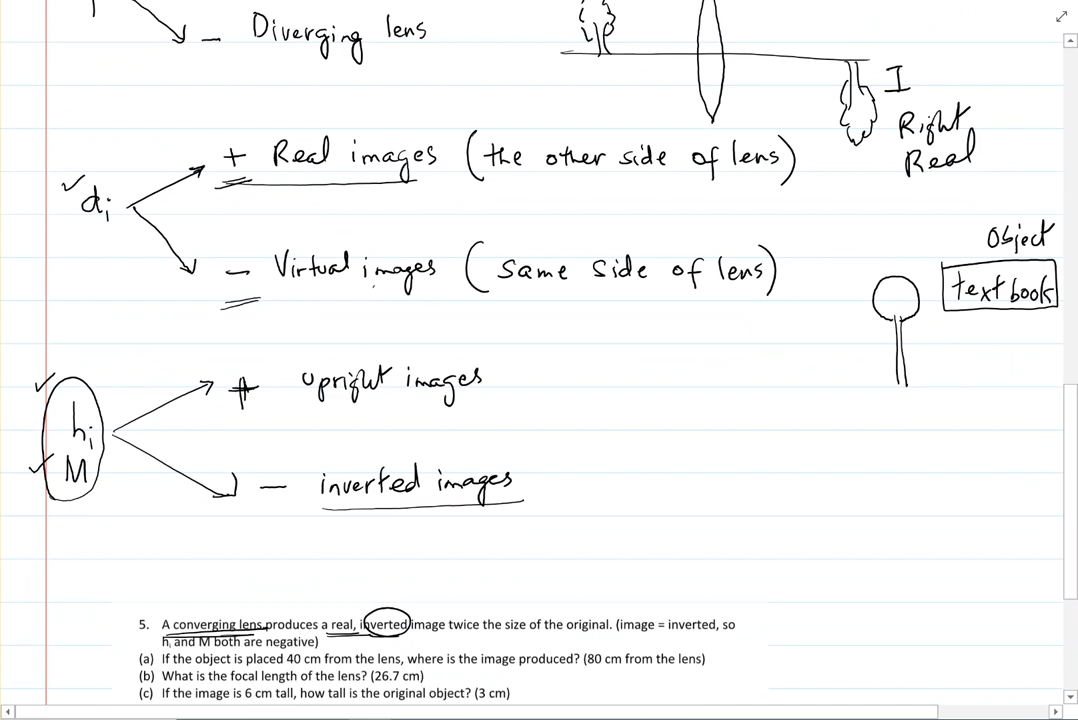 – Diverging lens
I
Right
Real
+ Real images (the other side of lens)
di
– Virtual images (same side of lens)
object
textbook
+ upright images
hi
M
– inverted images
5. A converging lens produces a real, inverted image twice the size of the original. (image = inverted, so
hi and M both are negative)
(a) If the object is placed 40 cm from the lens, where is the image produced? (80 cm from the lens)
(b) What is the focal length of the lens? (26.7 cm)
(c) If the image is 6 cm tall, how tall is the original object? (3 cm)